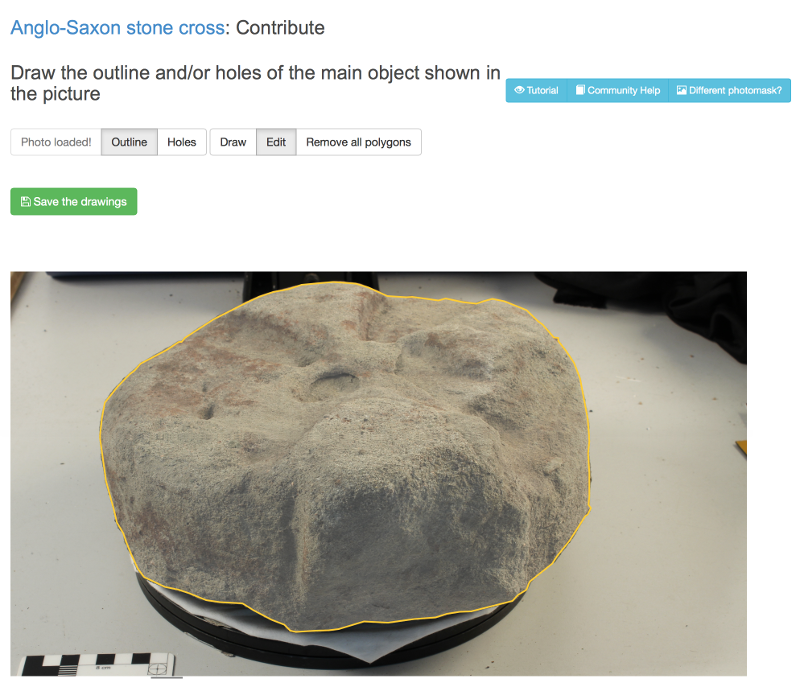 Anglo-Saxon stone cross: Contribute
Draw the outline and/or holes of the main object shown in
the picture
Tutorial Community Help Different photomask?
Photo loaded! Outline Holes Draw Edit Remove all polygons
Save the drawings